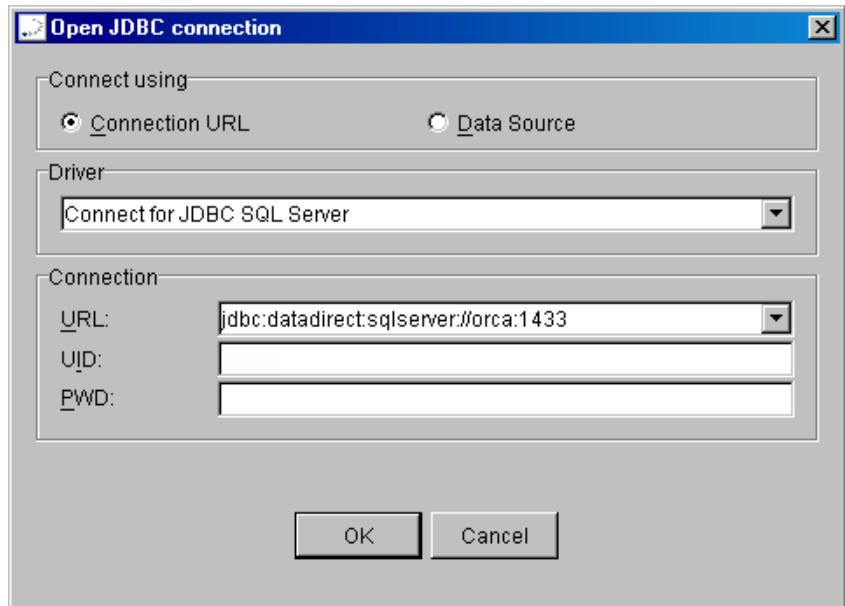 Open JDBC connection
Connect using
Connection URL
Data Source
Driver
Connect for JDBC SQL Server
Connection
URL:
jdbc:datadirect:sqlserver://orca:1433
UID:
PWD:
OK
Cancel